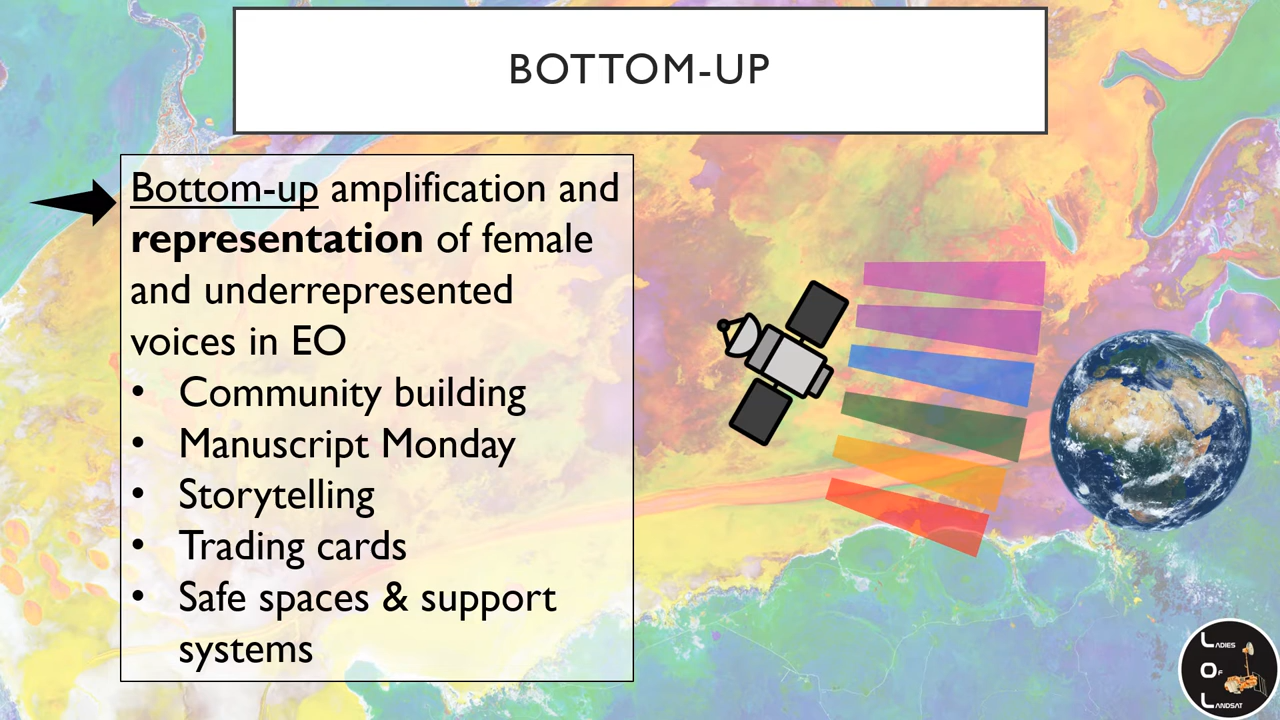 BOTTOM-UP
Bottom-up amplification and
representation of female
and underrepresented
voices in EO
• Community building
• Manuscript Monday
• Storytelling
• Trading cards
• Safe spaces & support
systems
LADIES
OF
LANDSAT